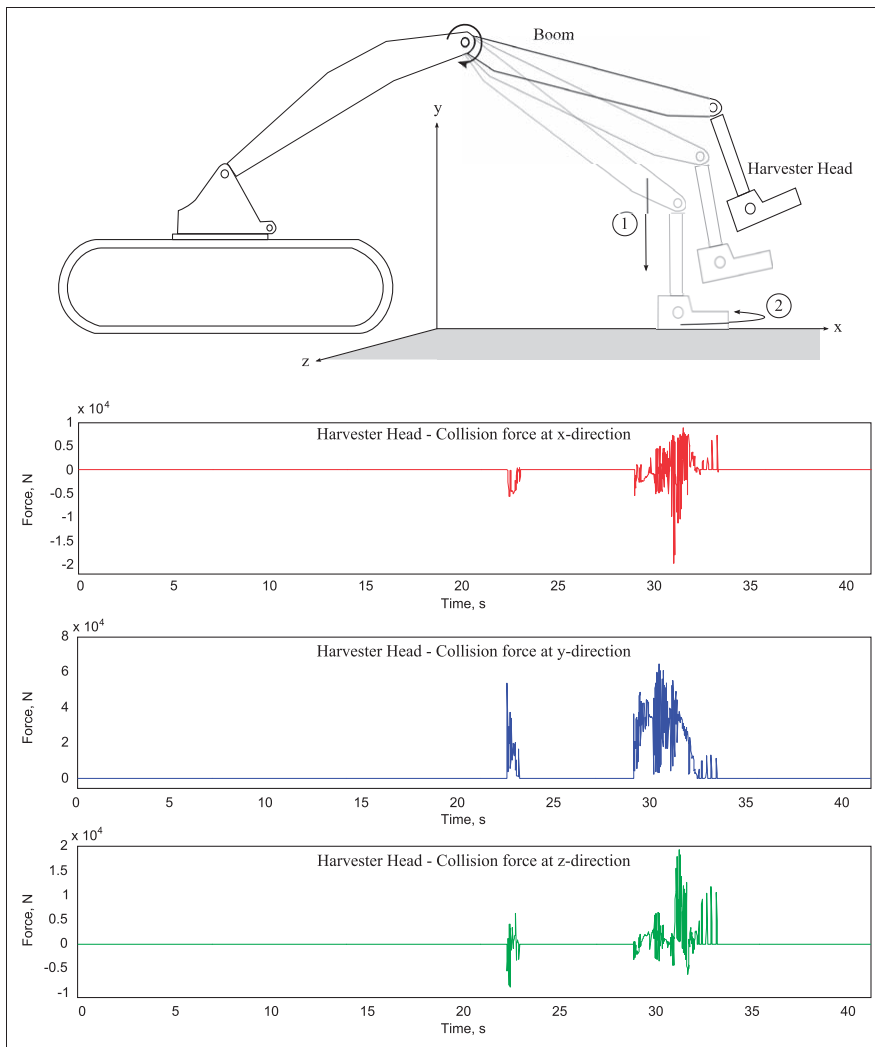 Boom
y
Harvester Head
1
2
x
z
x 10^4
Harvester Head - Collision force at x-direction
1
0.5
0
-0.5
-1
-1.5
-2
Force, N
0 5 10 15 20 25 30 35 40
Time, s
x 10^4
Harvester Head - Collision force at y-direction
8
6
4
2
0
Force, N
0 5 10 15 20 25 30 35 40
Time, s
x 10^4
Harvester Head - Collision force at z-direction
2
1.5
1
0.5
0
-0.5
-1
Force, N
0 5 10 15 20 25 30 35 40
Time, s